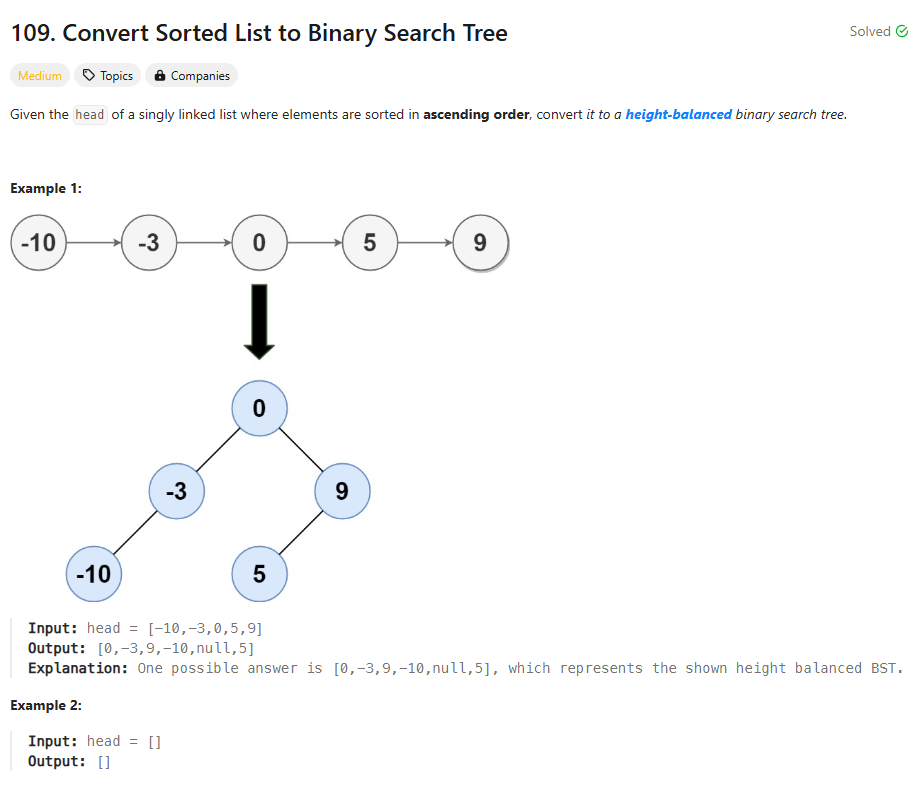 109. Convert Sorted List to Binary Search Tree
Solved
Medium Topics Companies
Given the head of a singly linked list where elements are sorted in ascending order, convert it to a height-balanced binary search tree.
Example 1:
-10 -3 0 5 9
0
-3 9
-10 5
Input: head = [-10,-3,0,5,9]
Output: [0,-3,9,-10,null,5]
Explanation: One possible answer is [0,-3,9,-10,null,5], which represents the shown height balanced BST.
Example 2:
Input: head = []
Output: []